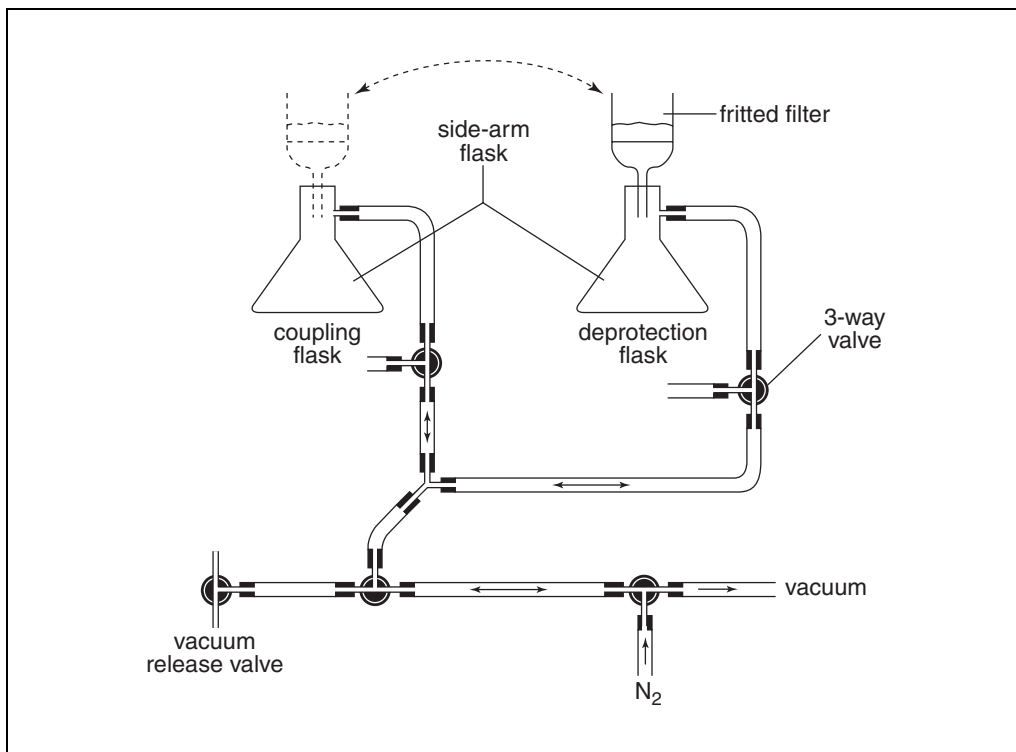 fritted filter
side-arm
flask
coupling
flask
deprotection
flask
3-way
valve
vacuum
vacuum
release valve
N2